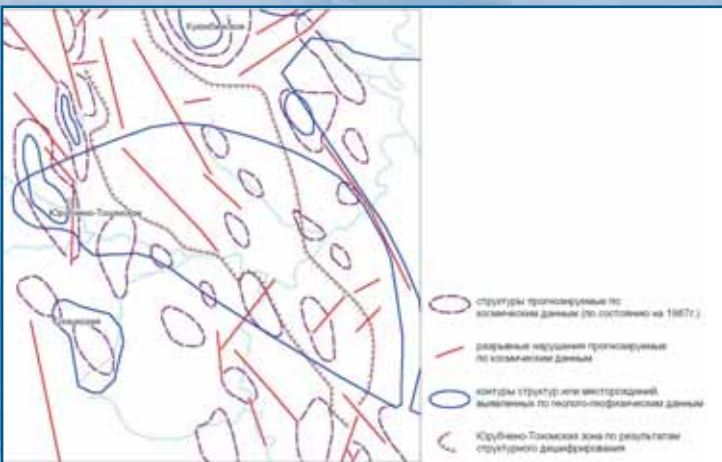 Куюмбинское
Юрубчено-Тохомское
структуры прогнозируемые по
космическим данным (по состоянию на 1987г.)
разрывные нарушения прогнозируемые
по космическим данным
контуры структур или месторождений,
выявленных по геолого-геофизическим данным
Юрубчено-Тохомская зона по результатам
структурного дешифрирования